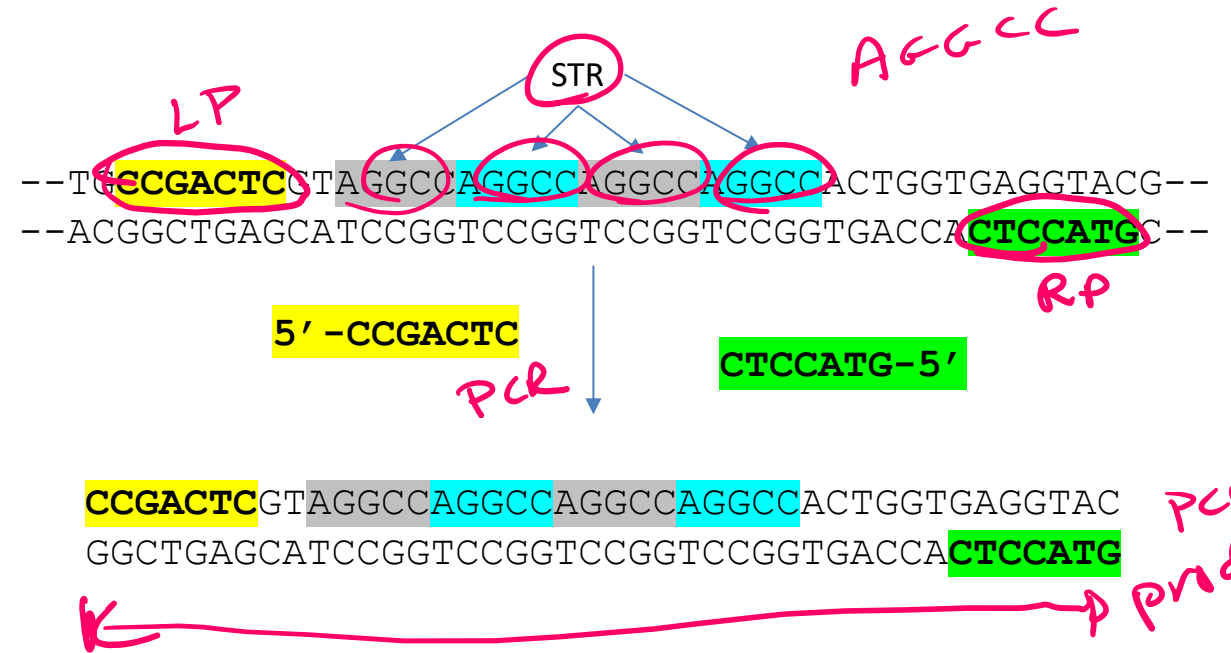 AGGCC
STR
LP
--TGCCGACTCGTAGGCCAGGCCAGGCCAGGCCACTGGTGAGGTACG--
--ACGGCTGAGCATCCGGTCCGGTCCGGTCCGGTGACCACTCCATGC--
RP
5′-CCGACTC
CTCCATG-5′
PCR
CCGACTCGTAGGCCAGGCCAGGCCAGGCCACTGGTGAGGTAC
GGCTGAGCATCCGGTCCGGTCCGGTCCGGTGACCACTCCATG